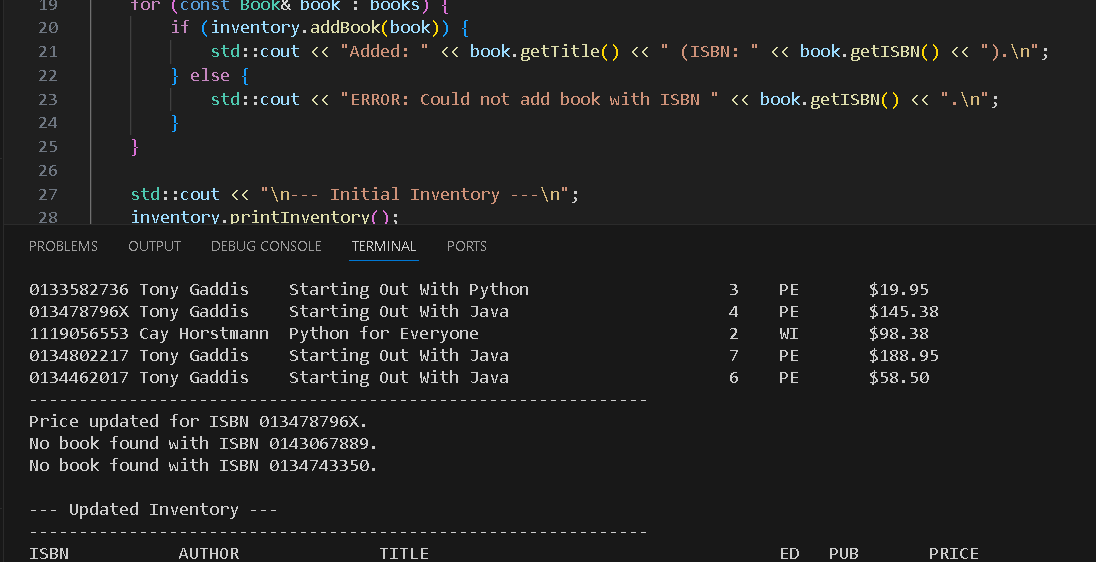 19 for (const Book& book : books) {
20 if (inventory.addBook(book)) {
21 std::cout << "Added: " << book.getTitle() << " (ISBN: " << book.getISBN() << ").\n";
22 } else {
23 std::cout << "ERROR: Could not add book with ISBN " << book.getISBN() << ".\n";
24 }
25 }
26
27 std::cout << "\n--- Initial Inventory ---\n";
28 inventory.printInventory();
PROBLEMS OUTPUT DEBUG CONSOLE TERMINAL PORTS
0133582736 Tony Gaddis Starting Out With Python 3 PE $19.95
013478796X Tony Gaddis Starting Out With Java 4 PE $145.38
1119056553 Cay Horstmann Python for Everyone 2 WI $98.38
0134802217 Tony Gaddis Starting Out With Java 7 PE $188.95
0134462017 Tony Gaddis Starting Out With Java 6 PE $58.50
--------------------------------------------------------------
Price updated for ISBN 013478796X.
No book found with ISBN 0143067889.
No book found with ISBN 0134743350.
--- Updated Inventory ---
--------------------------------------------------------------
ISBN AUTHOR TITLE ED PUB PRICE